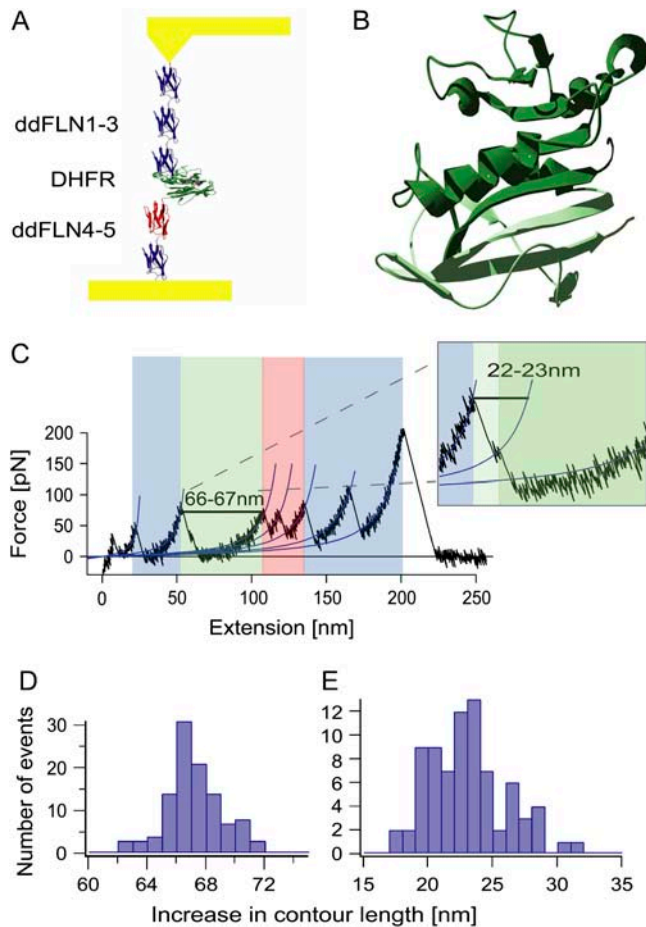 A
ddFLN1-3
DHFR
ddFLN4-5
B
C
22-23nm
66-67nm
Force [pN]
200
150
100
50
0
0 50 100 150 200 250
Extension [nm]
D
E
Number of events
30
20
10
0
60 64 68 72
12
10
8
6
4
2
0
15 20 25 30 35
Increase in contour length [nm]